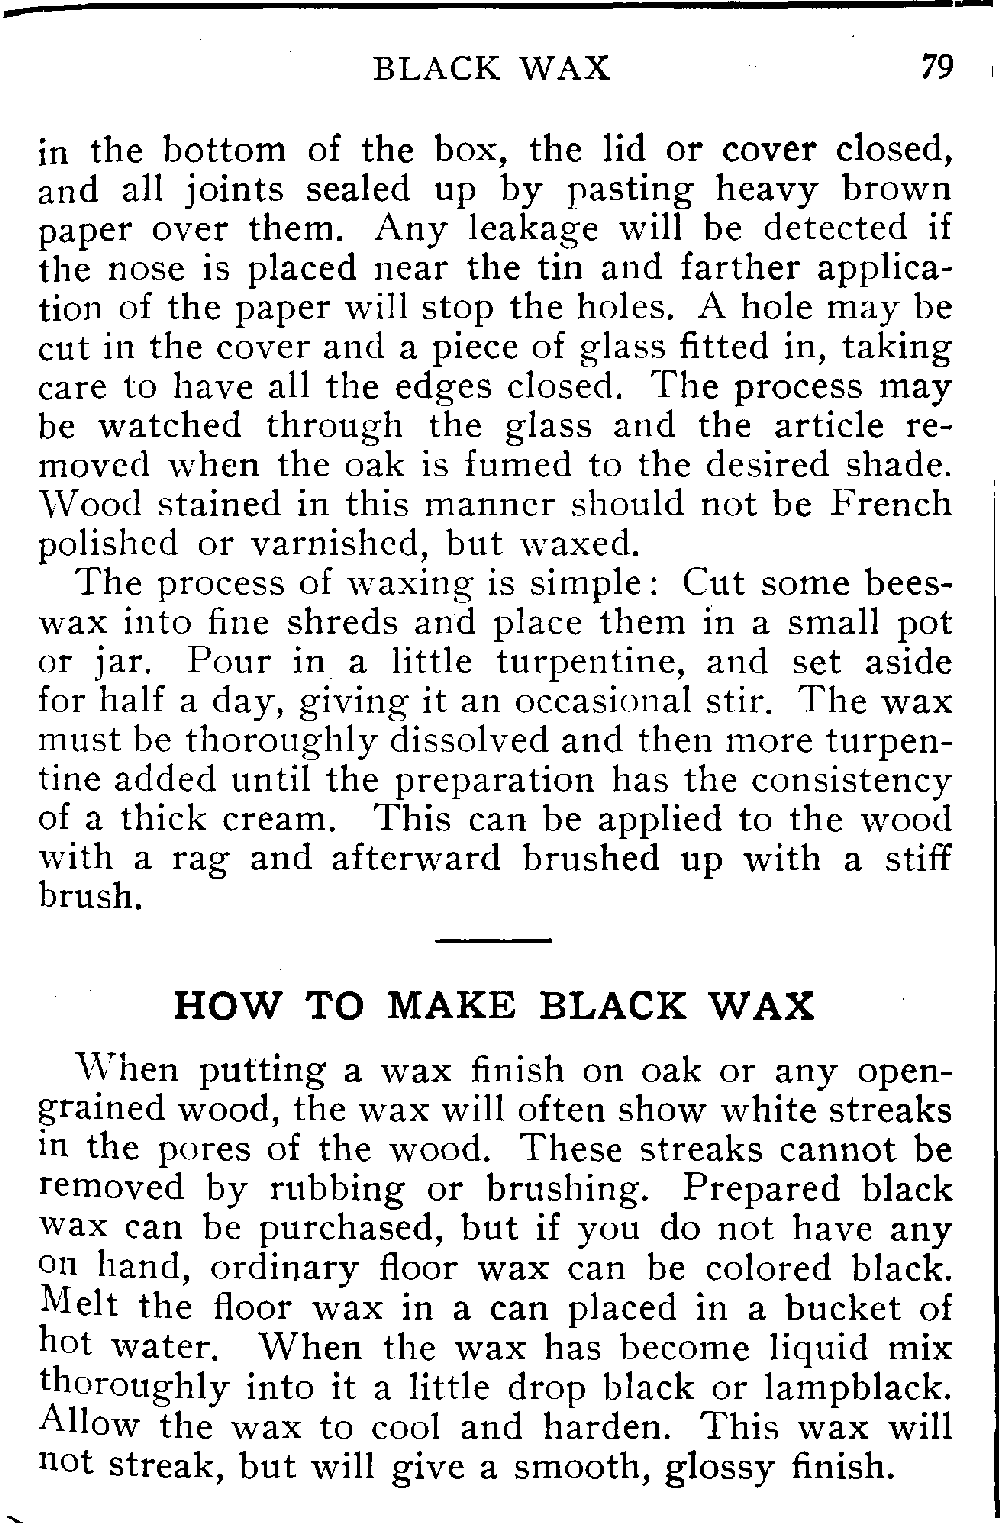 BLACK WAX 79
in the bottom of the box, the lid or cover closed,
and all joints sealed up by pasting heavy brown
paper over them. Any leakage will be detected if
the nose is placed near the tin and farther applica-
tion of the paper will stop the holes. A hole may be
cut in the cover and a piece of glass fitted in, taking
care to have all the edges closed. The process may
be watched through the glass and the article re-
moved when the oak is fumed to the desired shade.
Wood stained in this manner should not be French
polished or varnished, but waxed.
The process of waxing is simple: Cut some bees-
wax into fine shreds and place them in a small pot
or jar. Pour in a little turpentine, and set aside
for half a day, giving it an occasional stir. The wax
must be thoroughly dissolved and then more turpen-
tine added until the preparation has the consistency
of a thick cream. This can be applied to the wood
with a rag and afterward brushed up with a stiff
brush.
HOW TO MAKE BLACK WAX
When putting a wax finish on oak or any open-
grained wood, the wax will often show white streaks
in the pores of the wood. These streaks cannot be
removed by rubbing or brushing. Prepared black
wax can be purchased, but if you do not have any
on hand, ordinary floor wax can be colored black.
Melt the floor wax in a can placed in a bucket of
hot water. When the wax has become liquid mix
thoroughly into it a little drop black or lampblack.
Allow the wax to cool and harden. This wax will
not streak, but will give a smooth, glossy finish.